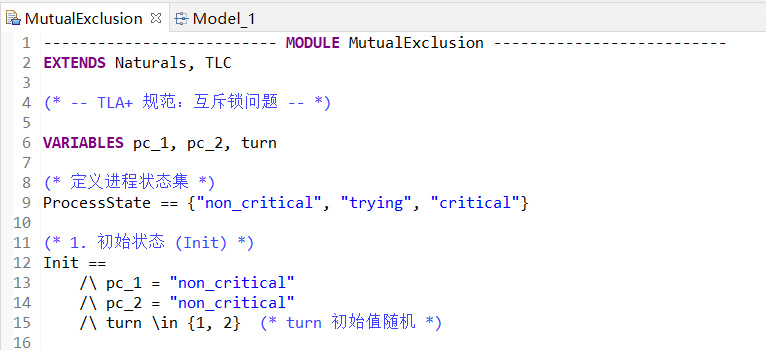 MutualExclusion Model_1
1 -------------------------- MODULE MutualExclusion --------------------------
2 EXTENDS Naturals, TLC
3
4 (* -- TLA+ 规范：互斥锁问题 -- *)
5
6 VARIABLES pc_1, pc_2, turn
7
8 (* 定义进程状态集 *)
9 ProcessState == {"non_critical", "trying", "critical"}
10
11 (* 1. 初始状态 (Init) *)
12 Init ==
13     /\ pc_1 = "non_critical"
14     /\ pc_2 = "non_critical"
15     /\ turn \in {1, 2}  (* turn 初始值随机 *)
16